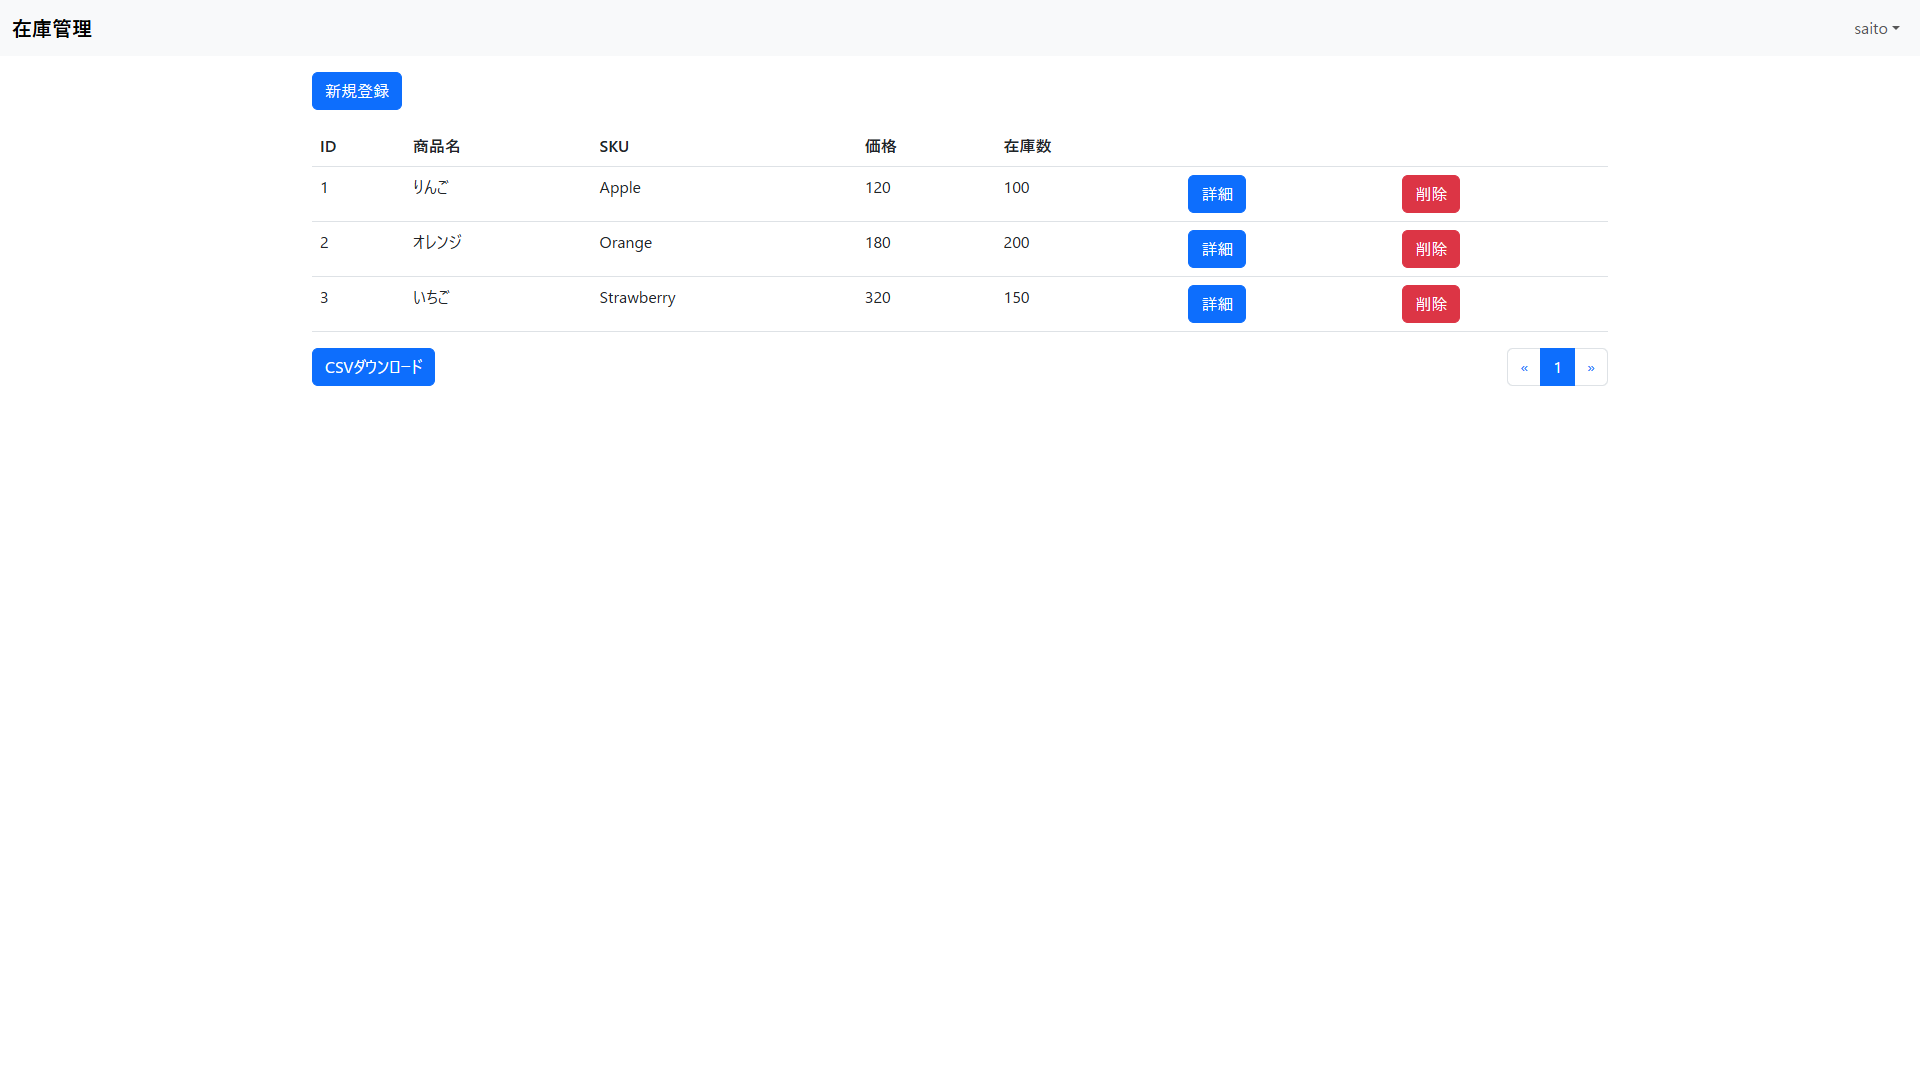 在庫管理 saito
新規登録
ID 商品名 SKU 価格 在庫数
1 りんご Apple 120 100 詳細 削除
2 オレンジ Orange 180 200 詳細 削除
3 いちご Strawberry 320 150 詳細 削除
CSVダウンロード « 1 »